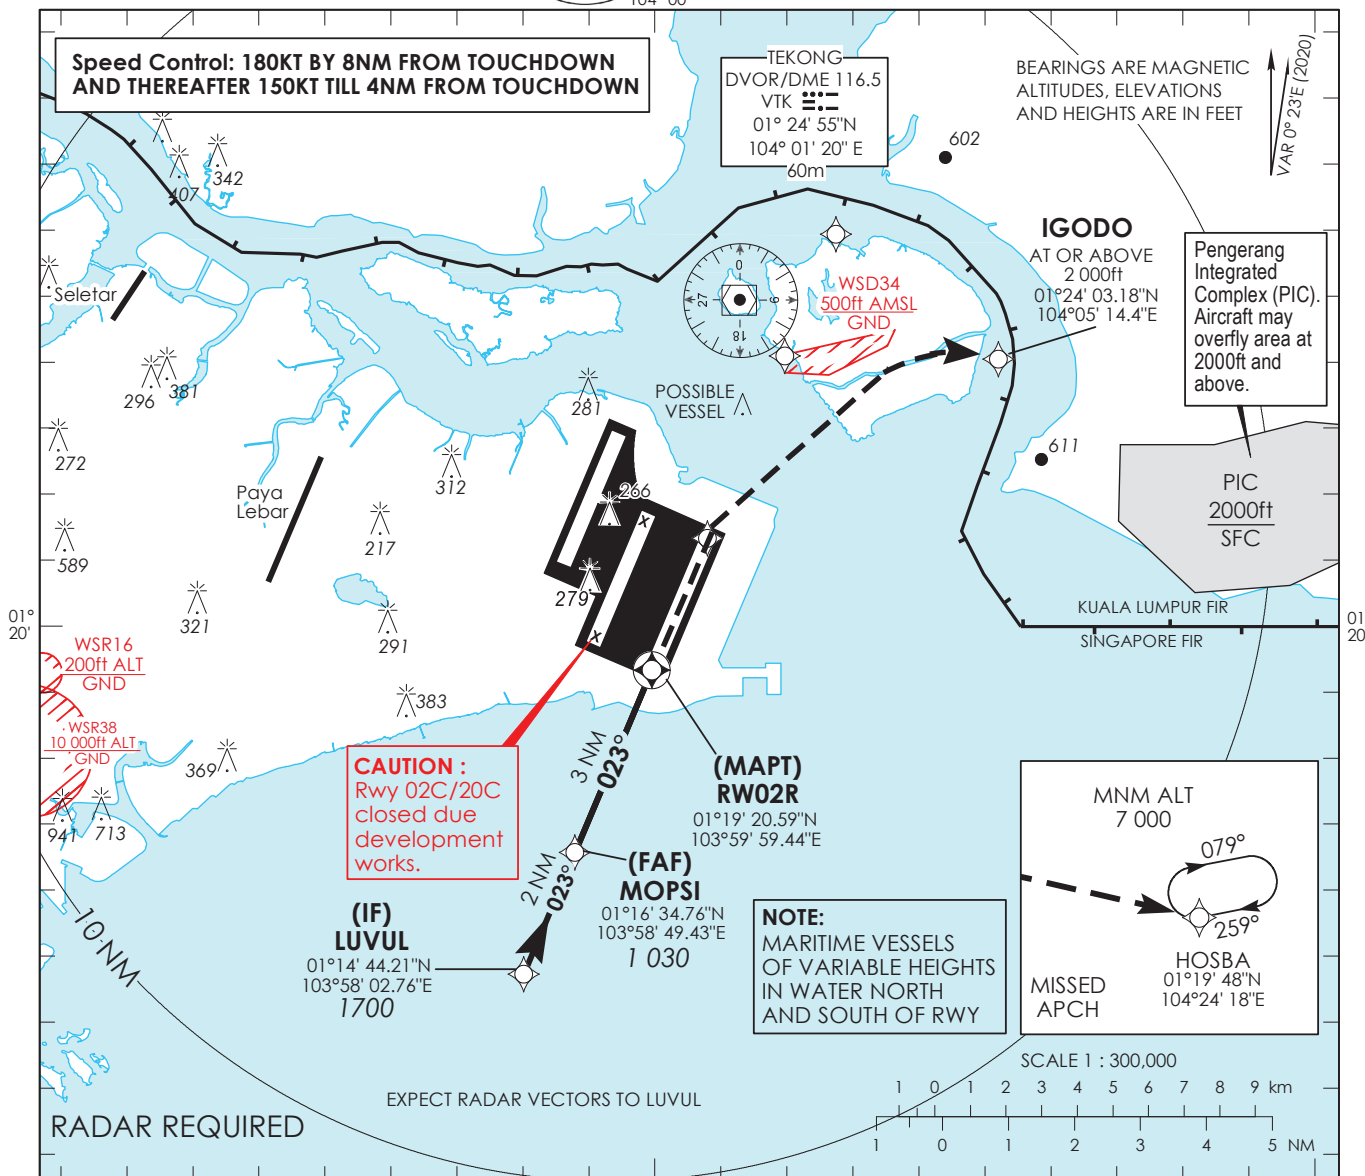 104° 00'
Speed Control: 180KT BY 8NM FROM TOUCHDOWN
AND THEREAFTER 150KT TILL 4NM FROM TOUCHDOWN
TEKONG
DVOR/DME 116.5
VTK
01° 24' 55"N
104° 01' 20" E
60m
BEARINGS ARE MAGNETIC
ALTITUDES, ELEVATIONS
AND HEIGHTS ARE IN FEET
VAR 0° 23'E (2020)
602
407
342
IGODO
AT OR ABOVE
2 000ft
01°24' 03.18"N
104°05' 14.4"E
Pengerang
Integrated
Complex (PIC).
Aircraft may
overfly area at
2000ft and
above.
Seletar
0
9
18
27
WSD34
500ft AMSL
GND
296
381
281
POSSIBLE
VESSEL
272
312
611
Paya
Lebar
266
x
PIC
2000ft
SFC
217
589
279
321
291
x
KUALA LUMPUR FIR
SINGAPORE FIR
01°
20'
01
20
WSR16
200ft ALT
GND
383
WSR38
10 000ft ALT
GND
369
941
713
CAUTION :
Rwy 02C/20C
closed due
development
works.
3 NM
023°
(MAPT)
RW02R
01°19' 20.59"N
103°59' 59.44"E
2 NM
023°
(FAF)
MOPSI
01°16' 34.76"N
103°58' 49.43"E
1 030
(IF)
LUVUL
01°14' 44.21"N
103°58' 02.76"E
1700
10 NM
NOTE:
MARITIME VESSELS
OF VARIABLE HEIGHTS
IN WATER NORTH
AND SOUTH OF RWY
MNM ALT
7 000
079°
259°
HOSBA
01°19' 48"N
104°24' 18"E
MISSED
APCH
SCALE 1 : 300,000
1 0 1 2 3 4 5 6 7 8 9 km
1 0 1 2 3 4 5 NM
EXPECT RADAR VECTORS TO LUVUL
RADAR REQUIRED